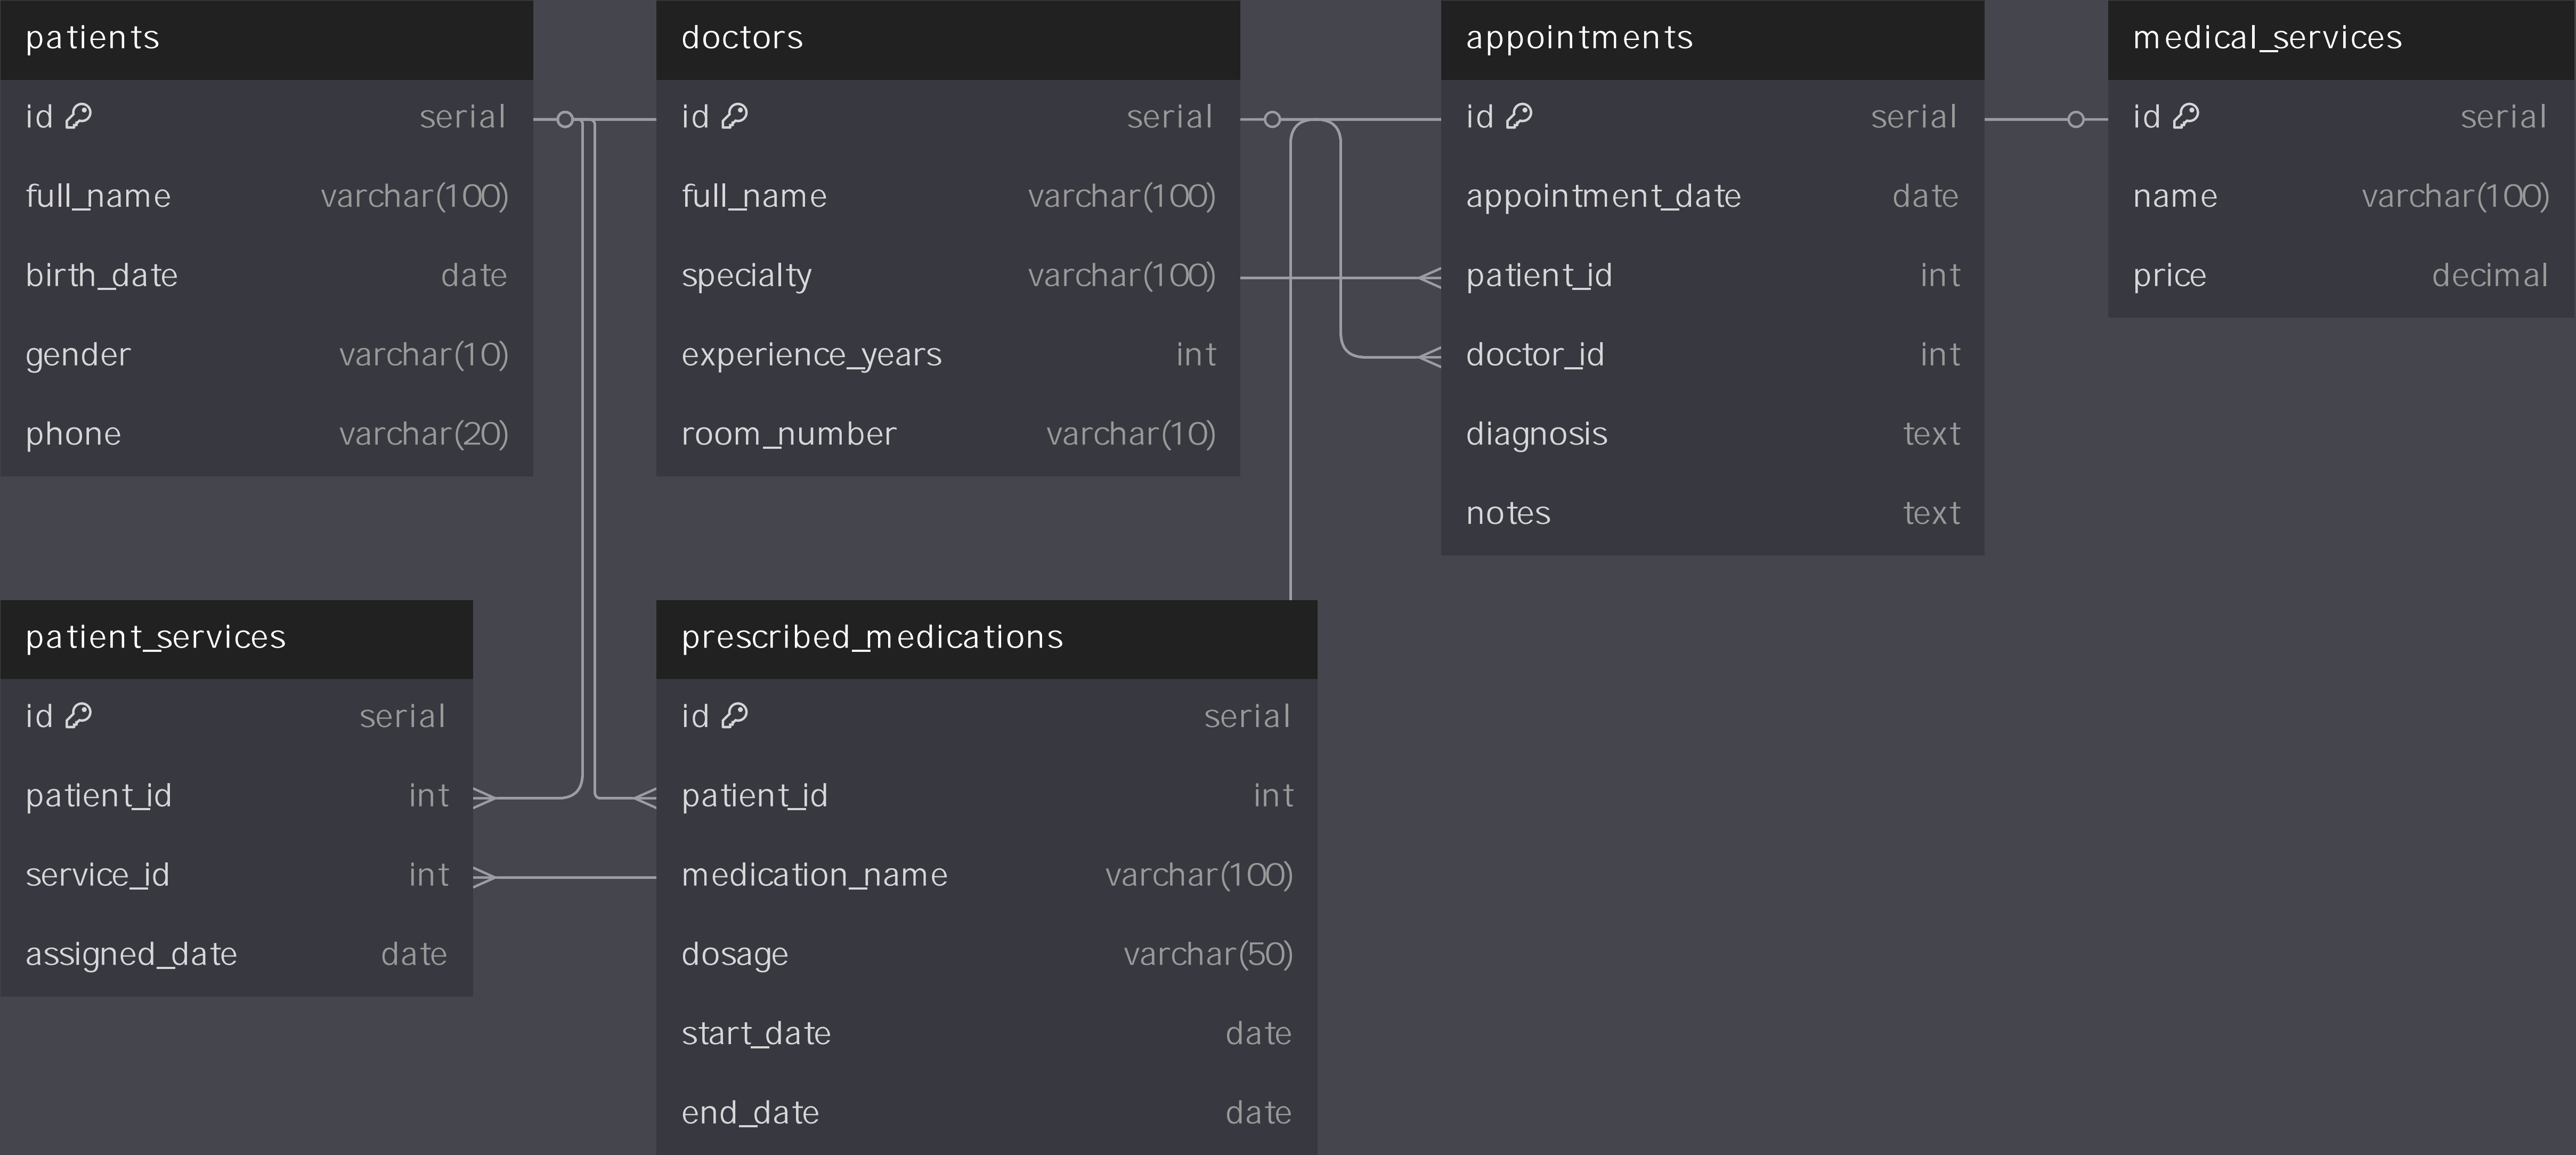 patients
id serial
full_name varchar(100)
birth_date date
gender varchar(10)
phone varchar(20)
doctors
id serial
full_name varchar(100)
specialty varchar(100)
experience_years int
room_number varchar(10)
appointments
id serial
appointment_date date
patient_id int
doctor_id int
diagnosis text
notes text
medical_services
id serial
name varchar(100)
price decimal
patient_services
id serial
patient_id int
service_id int
assigned_date date
prescribed_medications
id serial
patient_id int
medication_name varchar(100)
dosage varchar(50)
start_date date
end_date date